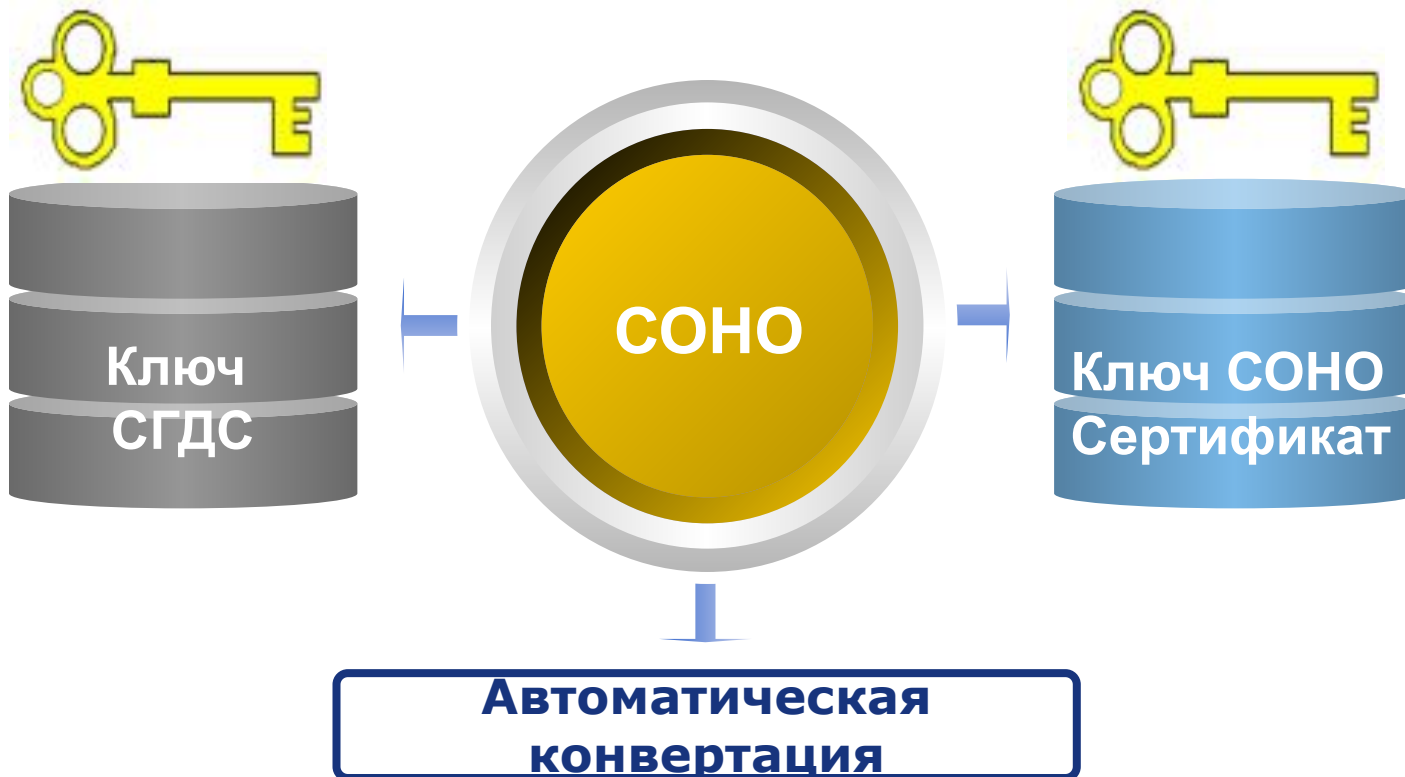 Ключ
СГДС
СОНО
Ключ СОНО
Сертификат
Автоматическая
конвертация